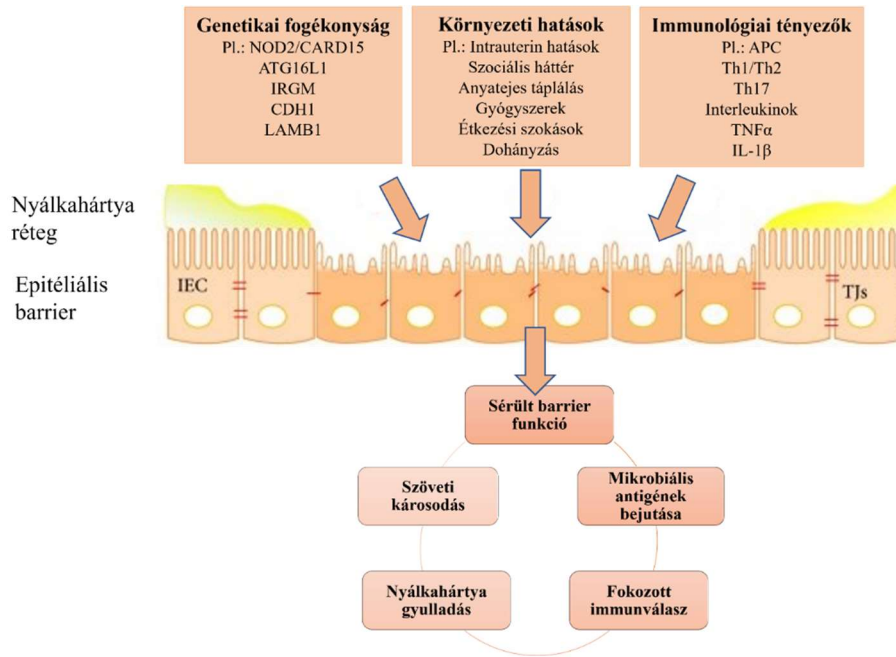 Genetikai fogékonyság
Pl.: NOD2/CARD15
ATG16L1
IRGM
CDH1
LAMB1
Környezeti hatások
Pl.: Intrauterin hatások
Szociális háttér
Anyatejes táplálás
Gyógyszerek
Étkezési szokások
Dohányzás
Immunológiai tényezők
Pl.: APC
Th1/Th2
Th17
Interleukinok
TNFα
IL-1β
Nyálkahártya
réteg
Epitéliális
barrier
IEC
TJs
Sérült barrier
funkció
Mikrobiális
antigének
bejutása
Fokozott
immunválasz
Nyálkahártya
gyulladás
Szöveti
károsodás